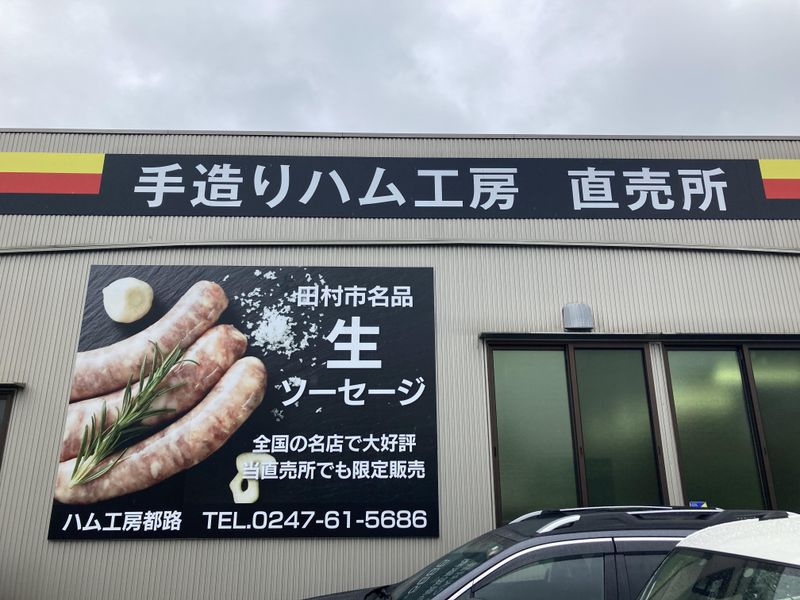 手造りハム工房 直売所
田村市名品
生
ソーセージ
全国の名店で大好評
当直売所でも限定販売
ハム工房都路 TEL.0247-61-5686